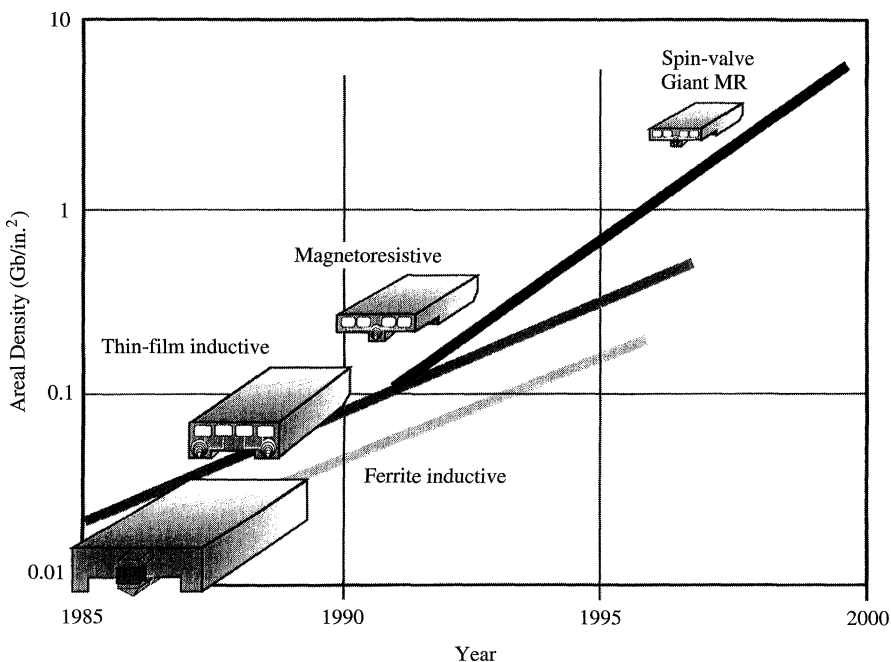 10
Spin-valve
Giant MR
1
Magnetoresistive
Thin-film inductive
0.1
Ferrite inductive
0.01
1985
1990
1995
2000
Year
Areal Density (Gb/in.²)